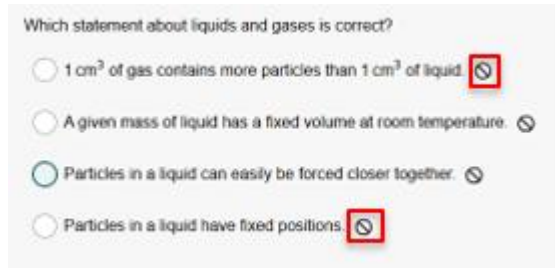 Which statement about liquids and gases is correct?
1 cm³ of gas contains more particles than 1 cm³ of liquid.
A given mass of liquid has a fixed volume at room temperature.
Particles in a liquid can easily be forced closer together.
Particles in a liquid have fixed positions.